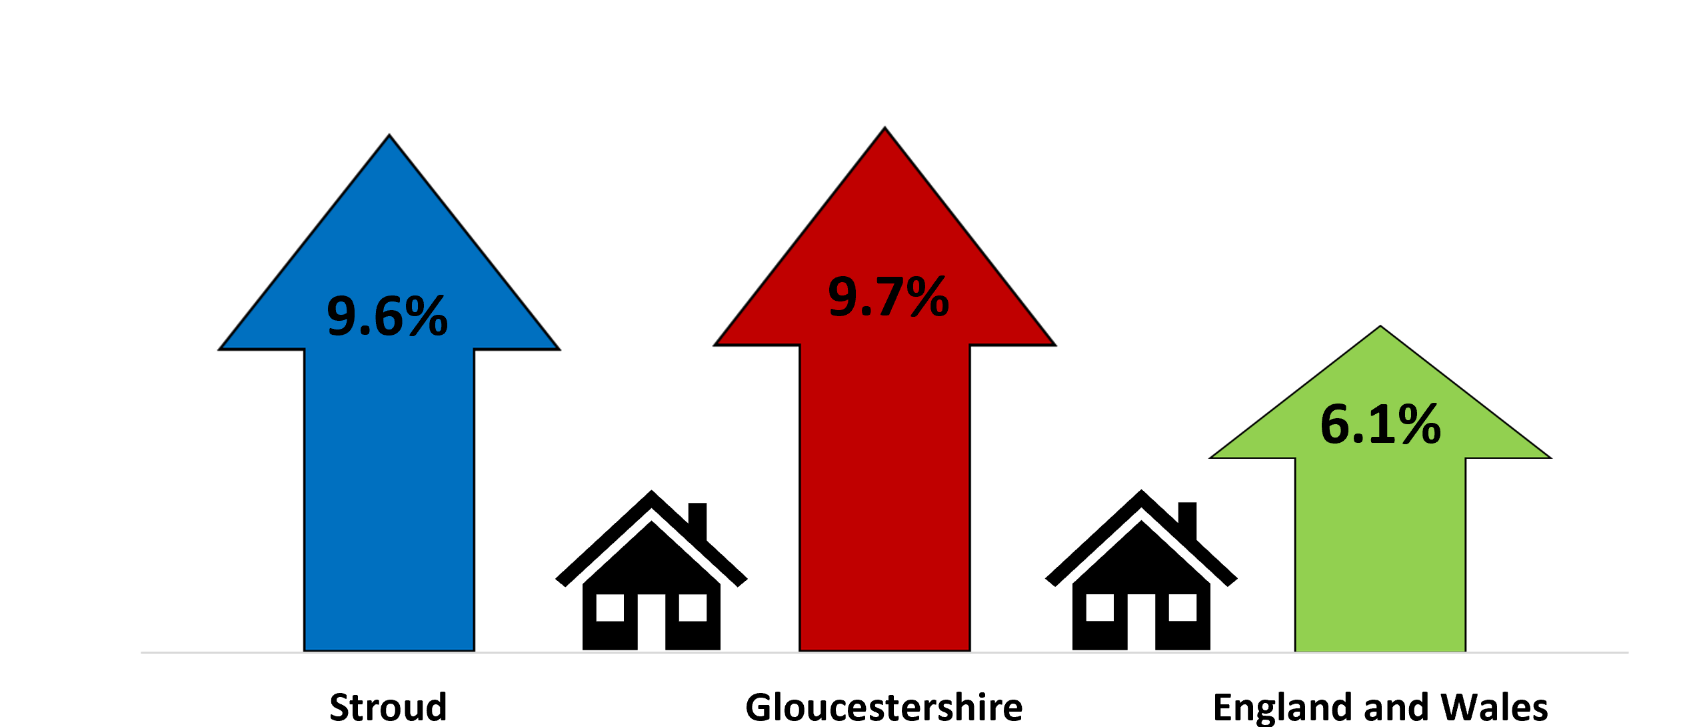 9.6%
9.7%
6.1%
Stroud
Gloucestershire
England and Wales